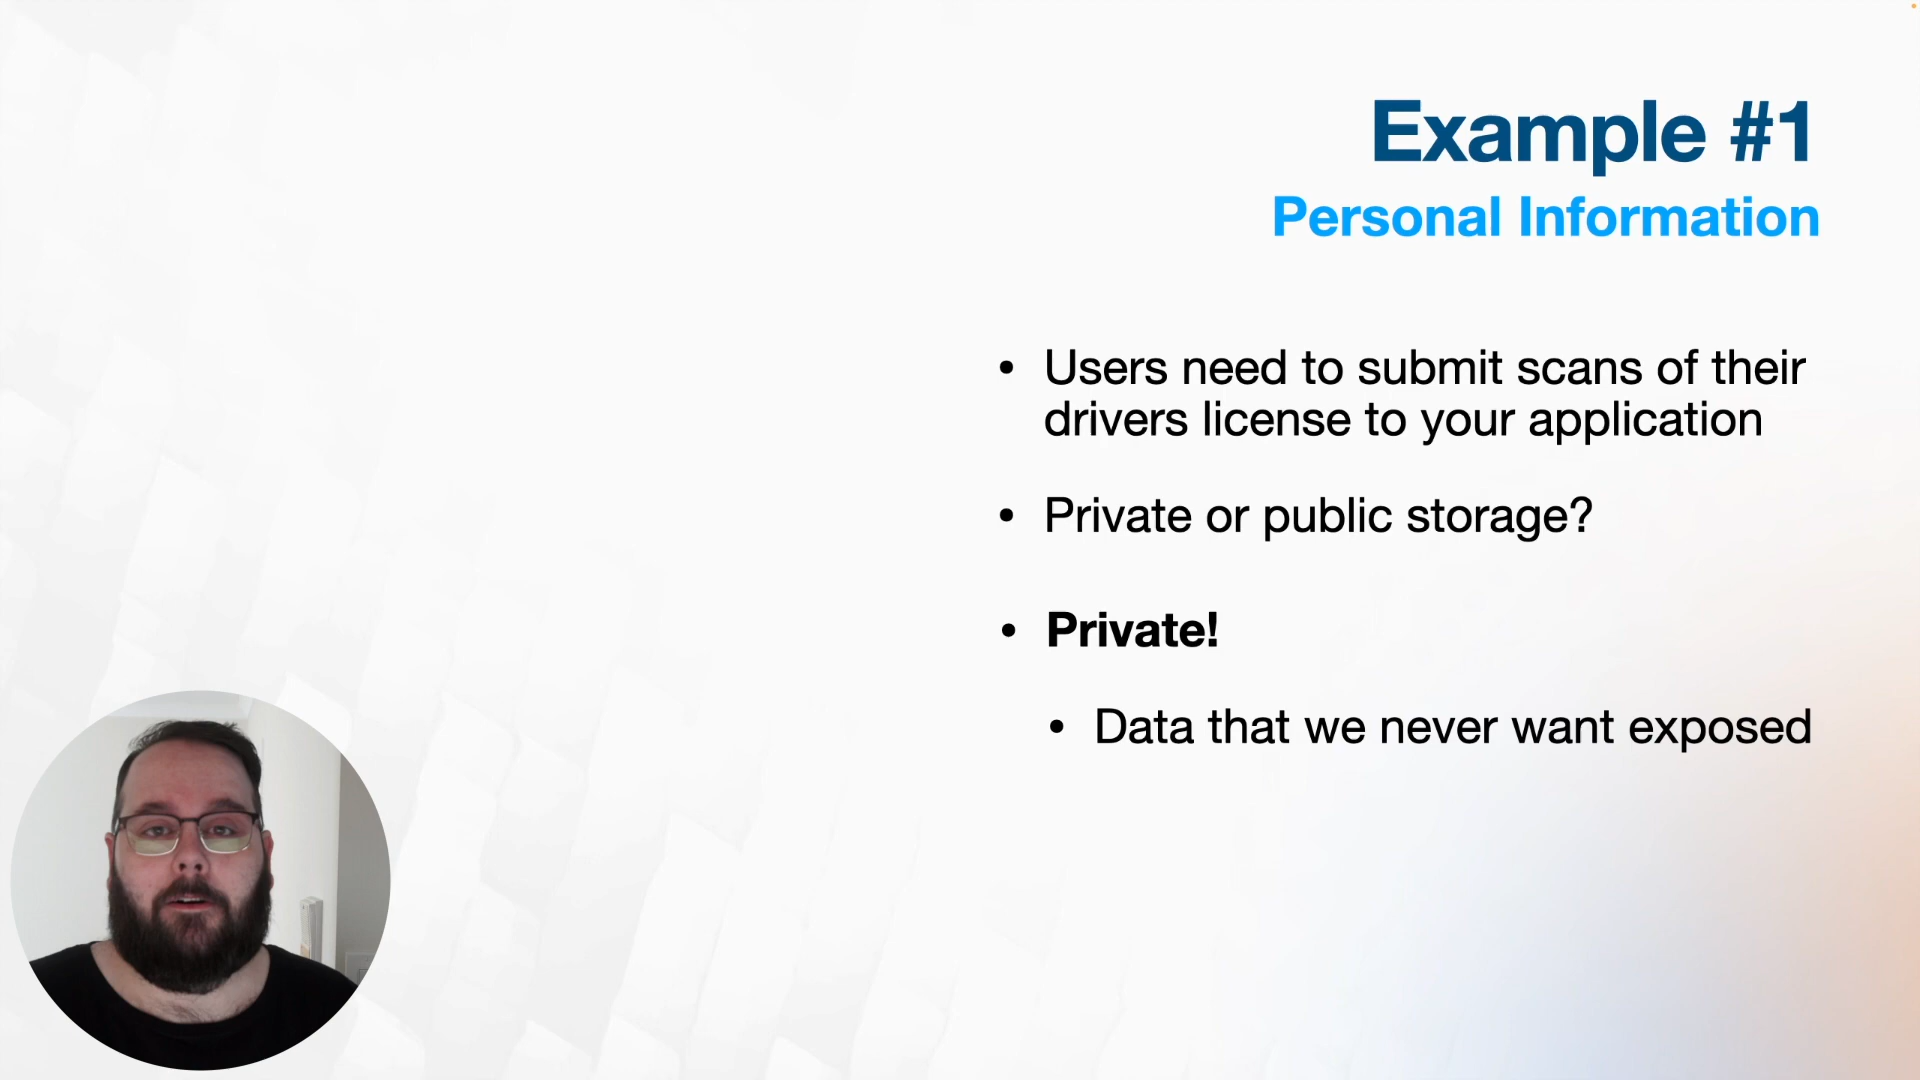 Example #1
Personal Information
• Users need to submit scans of their
drivers license to your application
• Private or public storage?
• Private!
• Data that we never want exposed